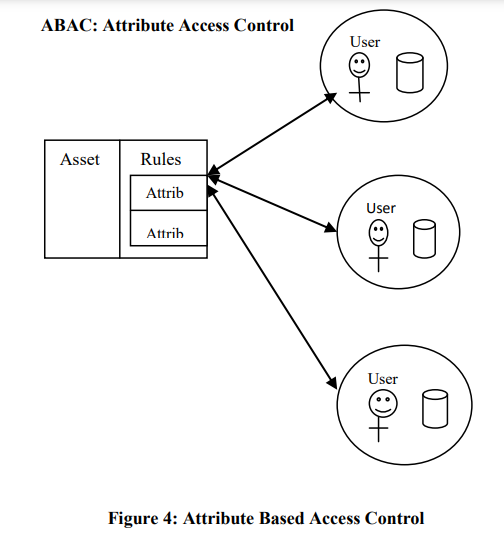 ABAC: Attribute Access Control
User
Asset
Rules
Attrib
Attrib
User
User
Figure 4: Attribute Based Access Control